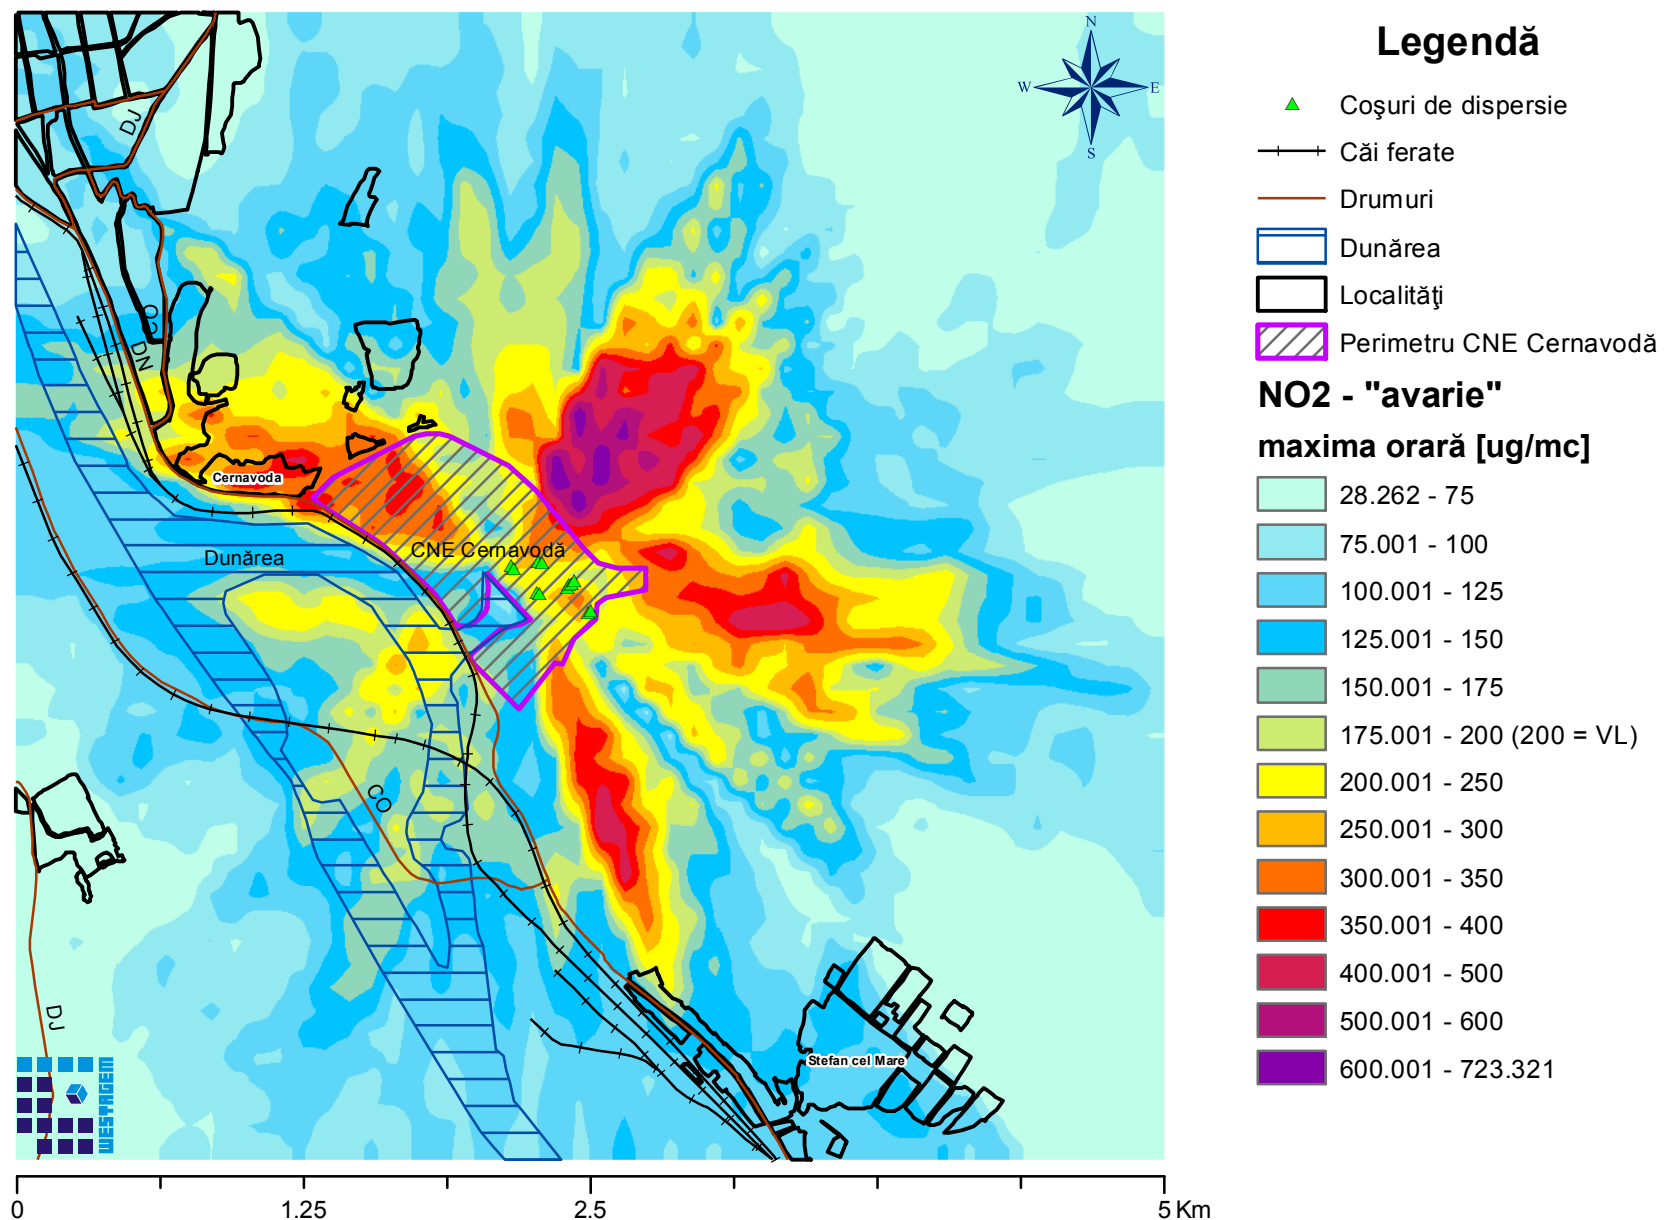 N
W
E
S
DJ
DN
Cernavoda
Dunărea
CNE Cernavodă
CO
DJ
Stefan cel Mare
WESTAGEM
0
1.25
2.5
5 Km
Legendă
Coşuri de dispersie
Căi ferate
Drumuri
Dunărea
Localităţi
Perimetru CNE Cernavodă
NO2 - "avarie"
maxima orară [ug/mc]
28.262 - 75
75.001 - 100
100.001 - 125
125.001 - 150
150.001 - 175
175.001 - 200 (200 = VL)
200.001 - 250
250.001 - 300
300.001 - 350
350.001 - 400
400.001 - 500
500.001 - 600
600.001 - 723.321